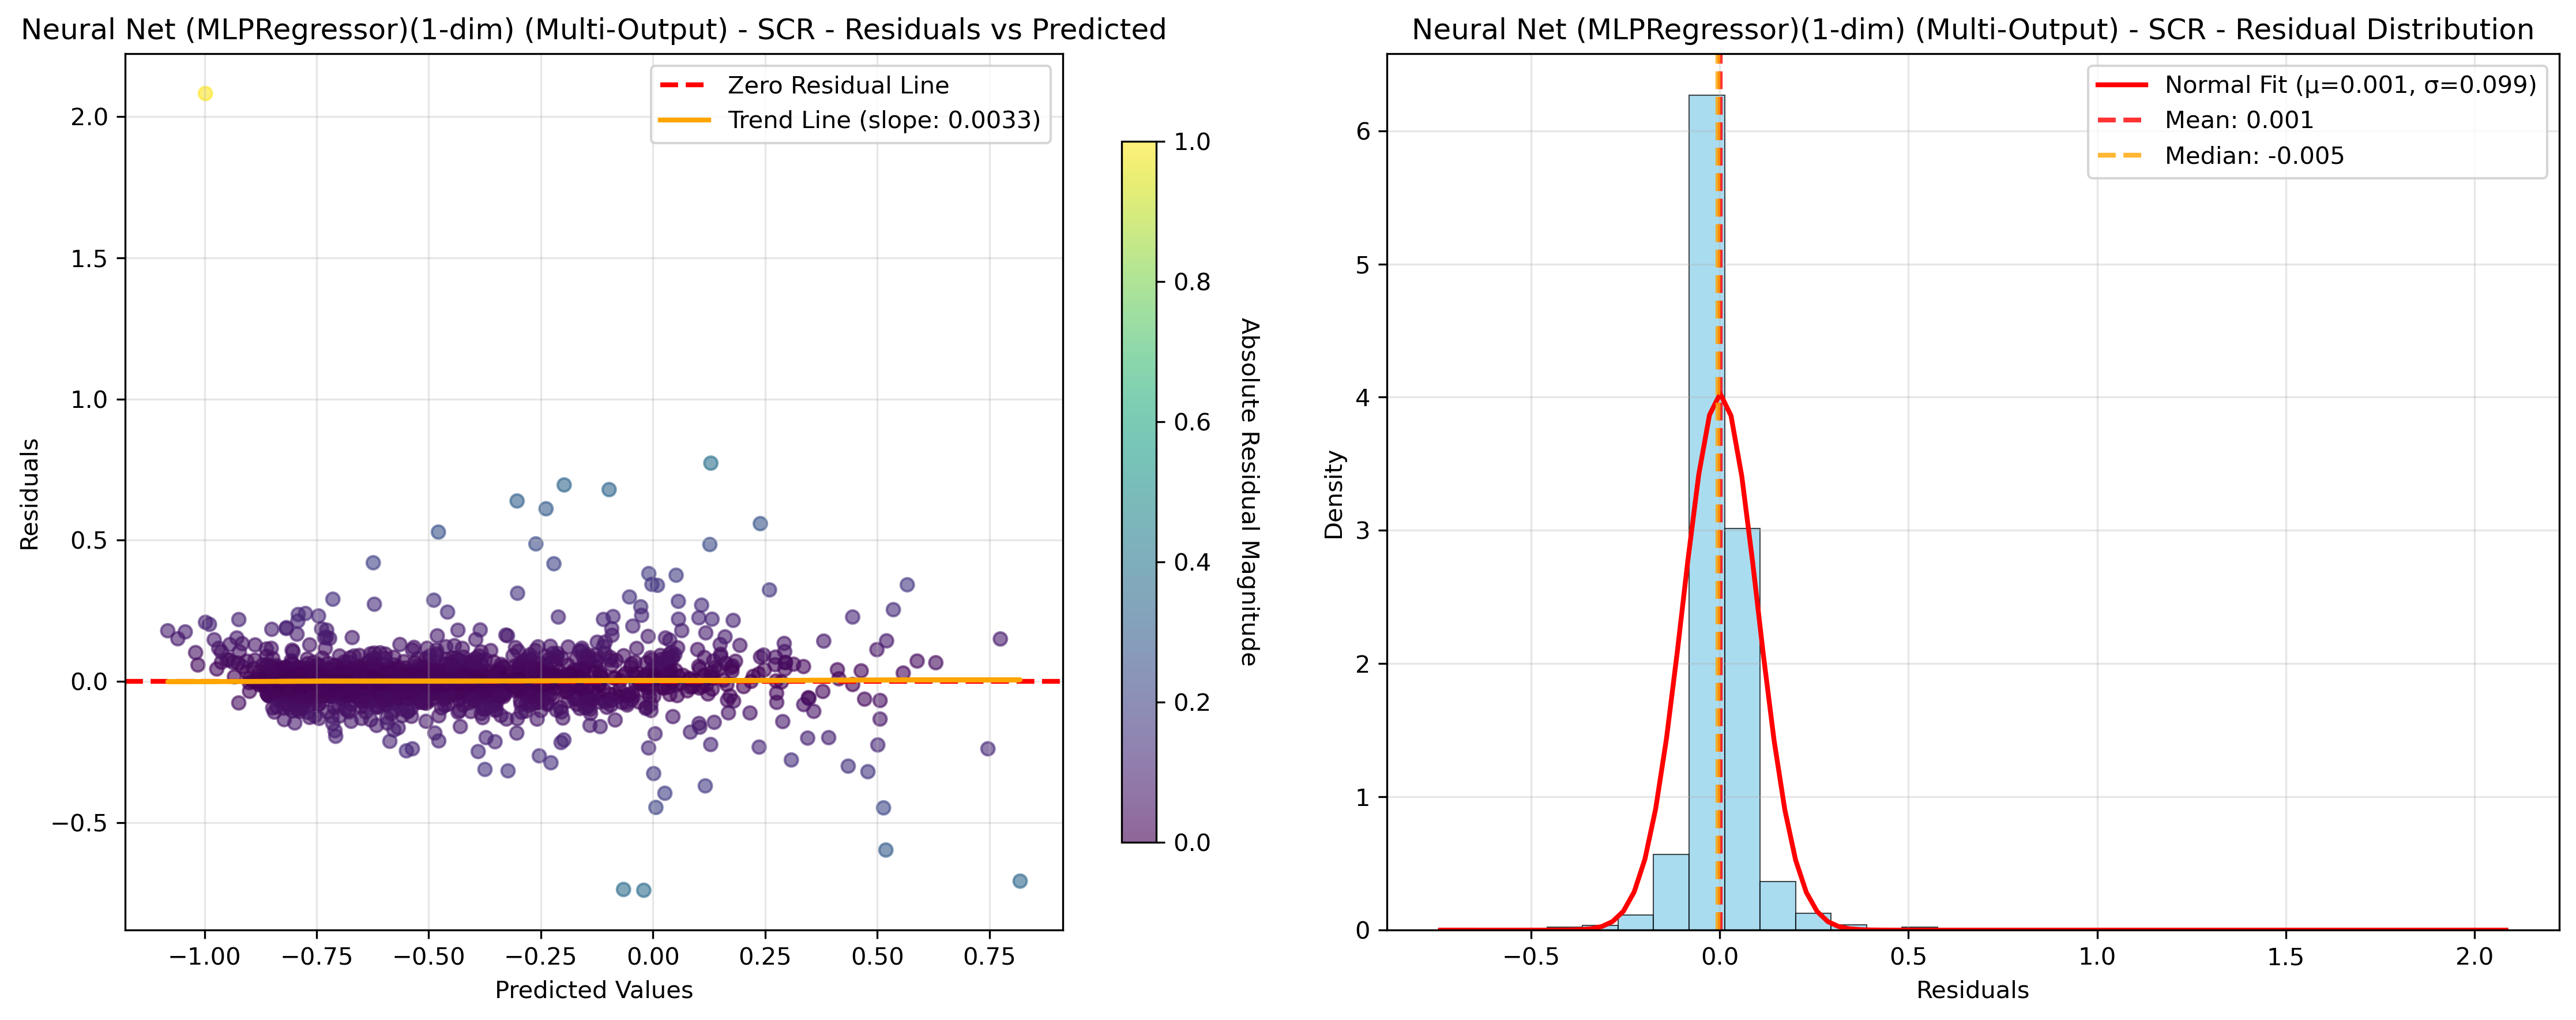 Neural Net (MLPRegressor)(1-dim) (Multi-Output) - SCR - Residuals vs Predicted
Zero Residual Line
Trend Line (slope: 0.0033)
2.0
1.5
1.0
0.5
0.0
−0.5
Residuals
−1.00
−0.75
−0.50
−0.25
0.00
0.25
0.50
0.75
Predicted Values
1.0
0.8
0.6
0.4
0.2
0.0
Absolute Residual Magnitude
Neural Net (MLPRegressor)(1-dim) (Multi-Output) - SCR - Residual Distribution
Normal Fit (μ=0.001, σ=0.099)
Mean: 0.001
Median: -0.005
6
5
4
3
2
1
0
Density
−0.5
0.0
0.5
1.0
1.5
2.0
Residuals